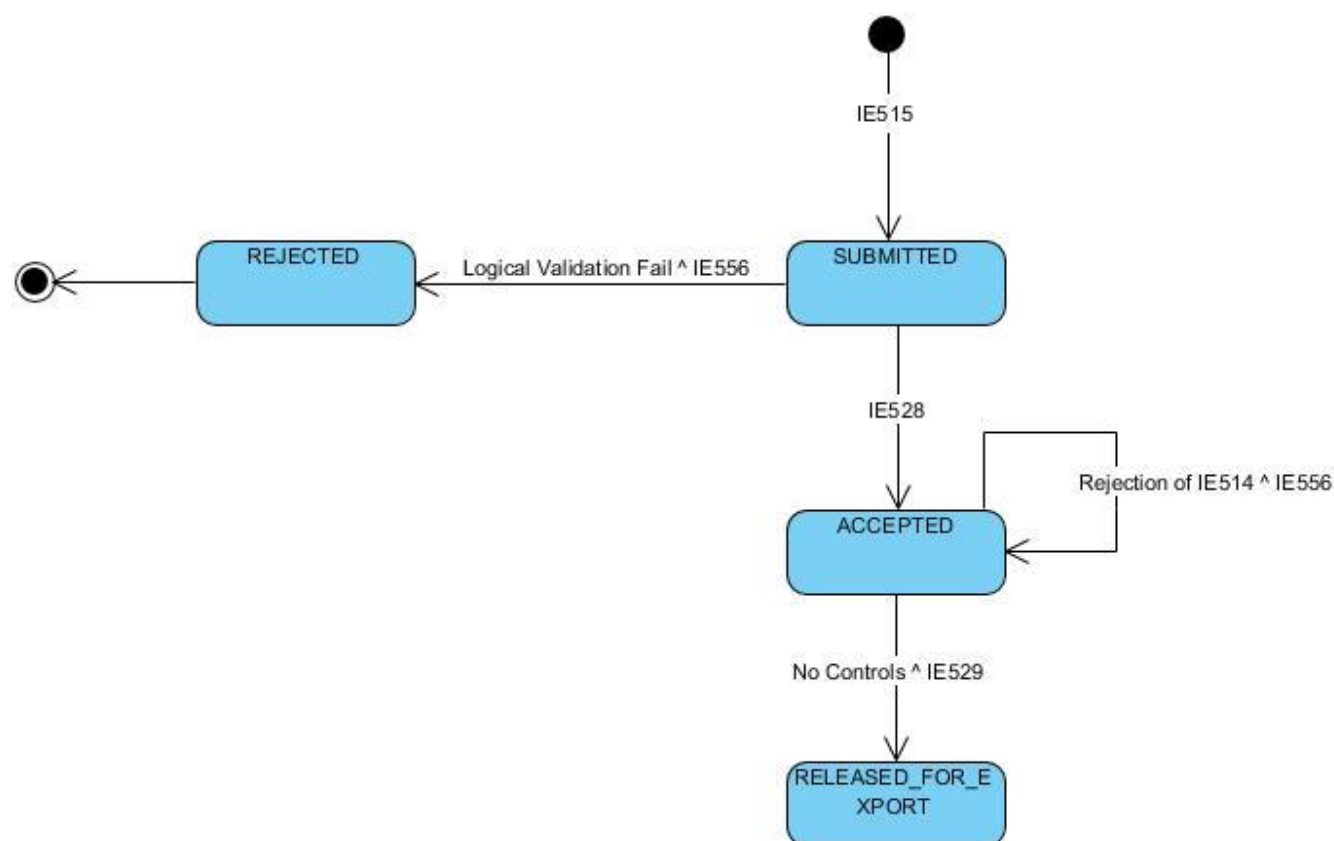 IE515
REJECTED
SUBMITTED
Logical Validation Fail ^ IE556
IE528
Rejection of IE514 ^ IE556
ACCEPTED
No Controls ^ IE529
RELEASED_FOR_E
XPORT